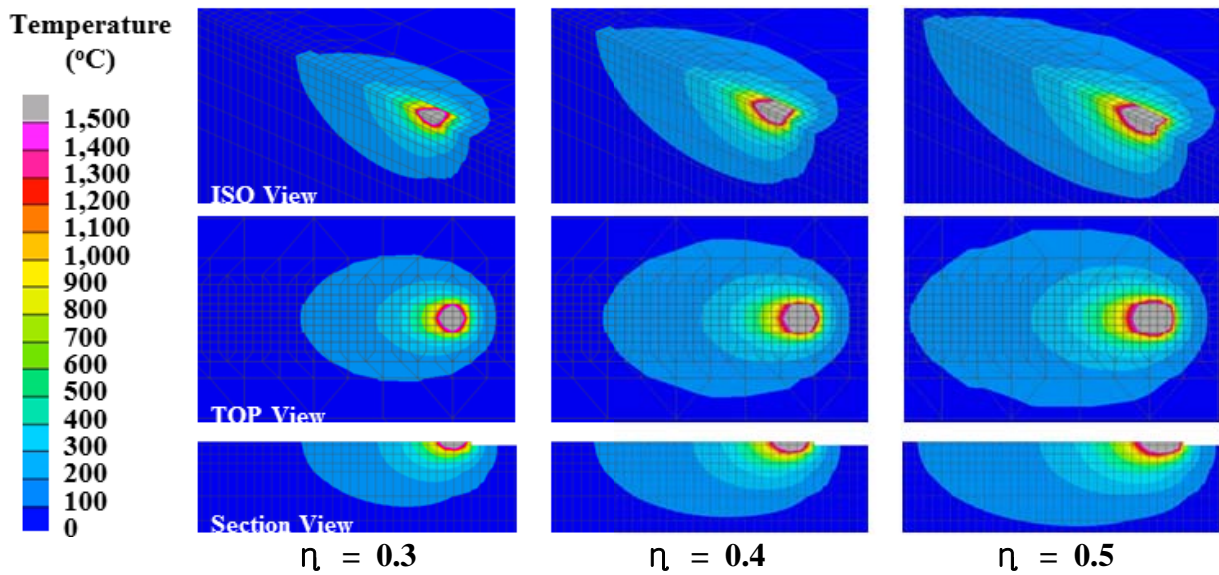 Temperature
(°C)
1,500
1,400
1,300
1,200
1,100
1,000
900
800
700
600
500
400
300
200
100
0
ISO View
TOP View
Section View
η = 0.3
η = 0.4
η = 0.5